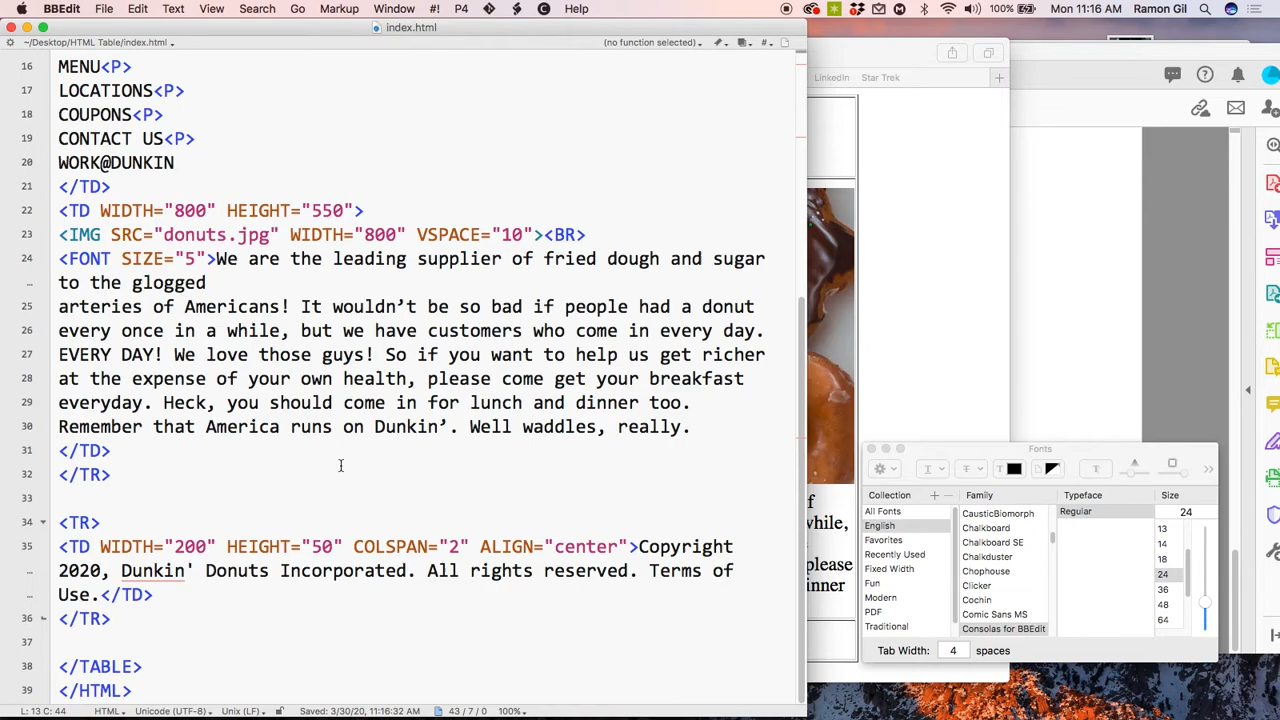 BBEdit File Edit Text View Search Go Markup Window #! P4 Help 100% Mon 11:16 AM Ramon Gil
index.html
~/Desktop/HTML Table/index.html (no function selected)
LinkedIn Star Trek
16 MENU<P>
17 LOCATIONS<P>
18 COUPONS<P>
19 CONTACT US<P>
20 WORK@DUNKIN
21 </TD>
22 <TD WIDTH="800" HEIGHT="550">
23 <IMG SRC="donuts.jpg" WIDTH="800" VSPACE="10"><BR>
24 <FONT SIZE="5">We are the leading supplier of fried dough and sugar
to the glogged
25 arteries of Americans! It wouldn’t be so bad if people had a donut
26 every once in a while, but we have customers who come in every day.
27 EVERY DAY! We love those guys! So if you want to help us get richer
28 at the expense of your own health, please come get your breakfast
29 everyday. Heck, you should come in for lunch and dinner too.
30 Remember that America runs on Dunkin’. Well waddles, really.
31 </TD>
32 </TR>
33
34 <TR>
35 <TD WIDTH="200" HEIGHT="50" COLSPAN="2" ALIGN="center">Copyright
2020, Dunkin' Donuts Incorporated. All rights reserved. Terms of
Use.</TD>
36 </TR>
37
38 </TABLE>
39 </HTML>
L: 13 C: 44 HTML Unicode (UTF-8) Unix (LF) Saved: 3/30/20, 11:16:32 AM 43 / 7 / 0 100%
f
while,
please
inner
Fonts
Collection Family Typeface Size
All Fonts
English
Favorites
Recently Used
Fixed Width
Fun
Modern
PDF
Traditional
CausticBiomorph
Chalkboard
Chalkboard SE
Chalkduster
Chophouse
Clicker
Cochin
Comic Sans MS
Consolas for BBEdit
Regular
24
13
14
18
24
36
48
64
Tab Width: 4 spaces